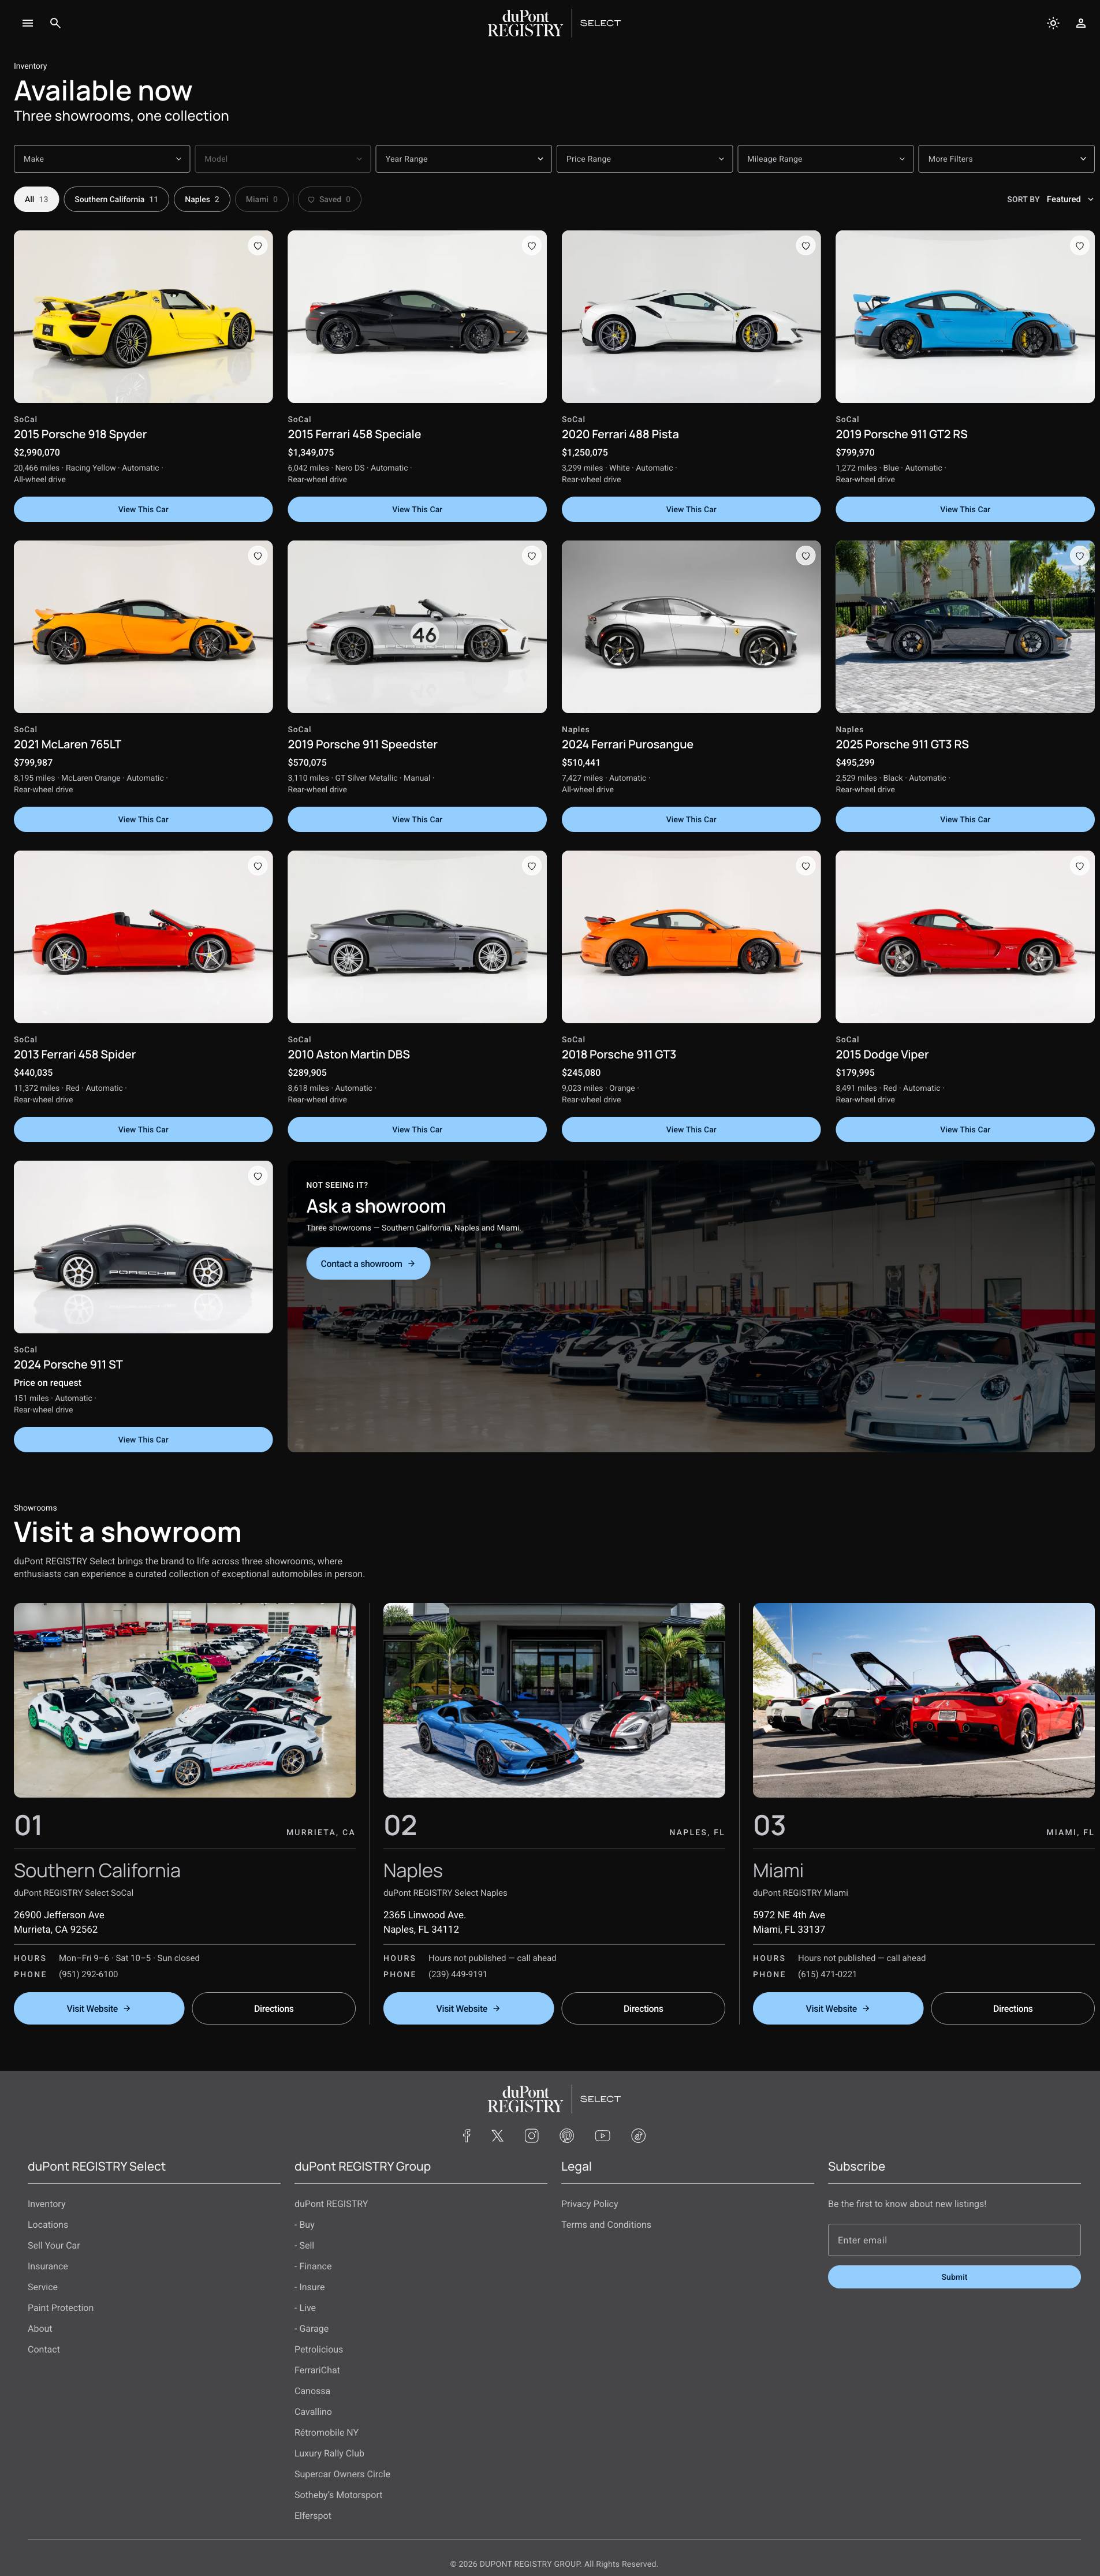 duPont
REGISTRY
SELECT
Inventory
Available now
Three showrooms, one collection
Make
Model
Year Range
Price Range
Mileage Range
More Filters
All 13
Southern California 11
Naples 2
Miami 0
Saved 0
SORT BY Featured
SoCal
2015 Porsche 918 Spyder
$2,990,070
20,466 miles · Racing Yellow · Automatic ·
All-wheel drive
View This Car
SoCal
2015 Ferrari 458 Speciale
$1,349,075
6,042 miles · Nero DS · Automatic ·
Rear-wheel drive
View This Car
SoCal
2020 Ferrari 488 Pista
$1,250,075
3,299 miles · White · Automatic ·
Rear-wheel drive
View This Car
SoCal
2019 Porsche 911 GT2 RS
$799,970
1,272 miles · Blue · Automatic ·
Rear-wheel drive
View This Car
SoCal
2021 McLaren 765LT
$799,987
8,195 miles · McLaren Orange · Automatic ·
Rear-wheel drive
View This Car
46
SoCal
2019 Porsche 911 Speedster
$570,075
3,110 miles · GT Silver Metallic · Manual ·
Rear-wheel drive
View This Car
Naples
2024 Ferrari Purosangue
$510,441
7,427 miles · Automatic ·
All-wheel drive
View This Car
Naples
2025 Porsche 911 GT3 RS
$495,299
2,529 miles · Black · Automatic ·
Rear-wheel drive
View This Car
SoCal
2013 Ferrari 458 Spider
$440,035
11,372 miles · Red · Automatic ·
Rear-wheel drive
View This Car
SoCal
2010 Aston Martin DBS
$289,905
8,618 miles · Automatic ·
Rear-wheel drive
View This Car
SoCal
2018 Porsche 911 GT3
$245,080
9,023 miles · Orange ·
Rear-wheel drive
View This Car
SoCal
2015 Dodge Viper
$179,995
8,491 miles · Red · Automatic ·
Rear-wheel drive
View This Car
PORSCHE
SoCal
2024 Porsche 911 ST
Price on request
151 miles · Automatic ·
Rear-wheel drive
View This Car
NOT SEEING IT?
Ask a showroom
Three showrooms — Southern California, Naples and Miami.
Contact a showroom
Showrooms
Visit a showroom
duPont REGISTRY Select brings the brand to life across three showrooms, where
enthusiasts can experience a curated collection of exceptional automobiles in person.
01
MURRIETA, CA
Southern California
duPont REGISTRY Select SoCal
26900 Jefferson Ave
Murrieta, CA 92562
HOURS Mon–Fri 9–6 · Sat 10–5 · Sun closed
PHONE (951) 292-6100
Visit Website
Directions
02
NAPLES, FL
Naples
duPont REGISTRY Select Naples
2365 Linwood Ave.
Naples, FL 34112
HOURS Hours not published — call ahead
PHONE (239) 449-9191
Visit Website
Directions
03
MIAMI, FL
Miami
duPont REGISTRY Miami
5972 NE 4th Ave
Miami, FL 33137
HOURS Hours not published — call ahead
PHONE (615) 471-0221
Visit Website
Directions
duPont
REGISTRY
SELECT
duPont REGISTRY Select
Inventory
Locations
Sell Your Car
Insurance
Service
Paint Protection
About
Contact
duPont REGISTRY Group
duPont REGISTRY
- Buy
- Sell
- Finance
- Insure
- Live
- Garage
Petrolicious
FerrariChat
Canossa
Cavallino
Rétromobile NY
Luxury Rally Club
Supercar Owners Circle
Sotheby's Motorsport
Elferspot
Legal
Privacy Policy
Terms and Conditions
Subscribe
Be the first to know about new listings!
Enter email
Submit
© 2026 DUPONT REGISTRY GROUP. All Rights Reserved.